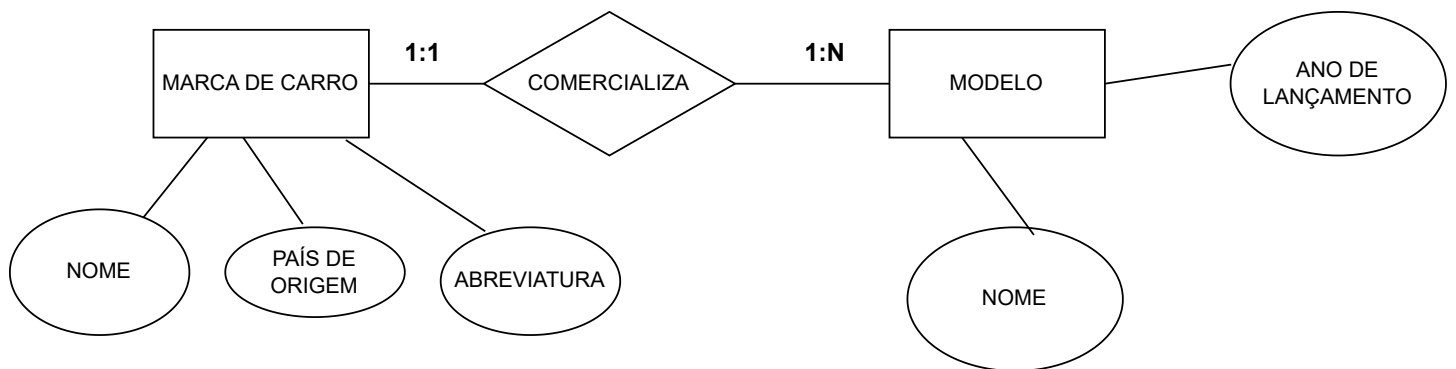 MARCA DE CARRO
1:1
COMERCIALIZA
1:N
MODELO
ANO DE
LANÇAMENTO
NOME
PAÍS DE
ORIGEM
ABREVIATURA
NOME